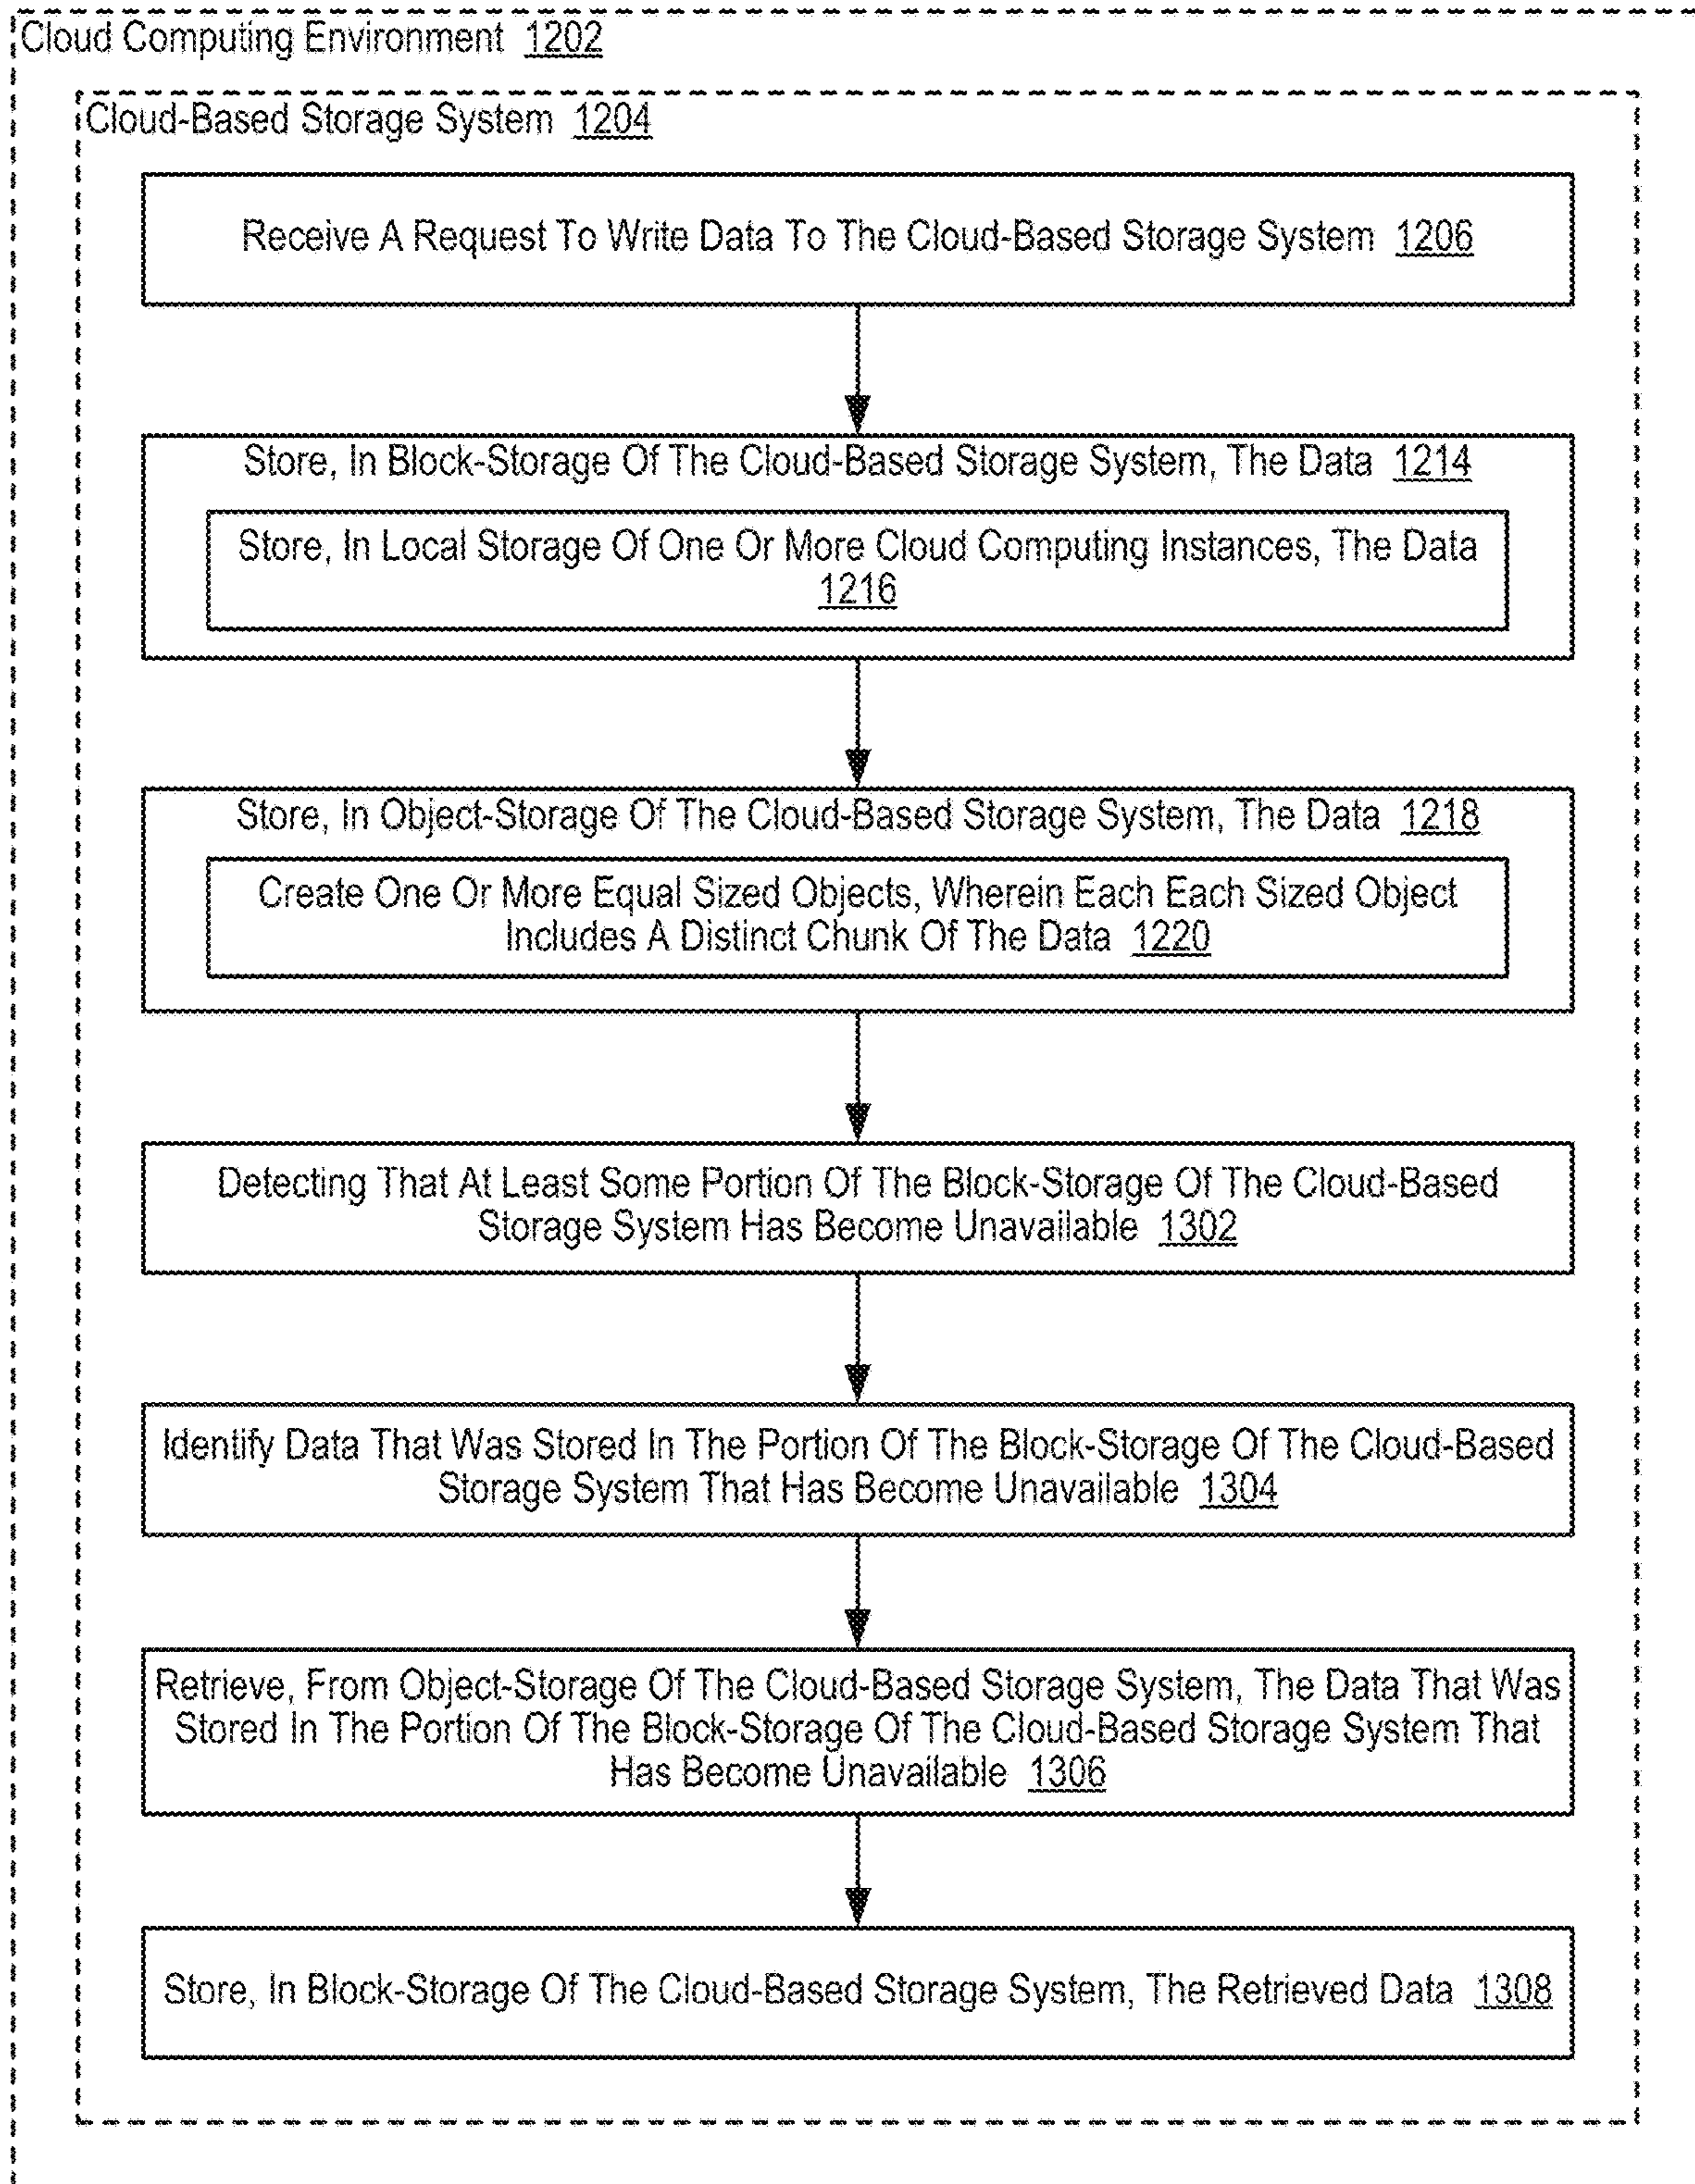 Cloud Computing Environment 1202
Cloud-Based Storage System 1204
Receive A Request To Write Data To The Cloud-Based Storage System 1206
Store, In Block-Storage Of The Cloud-Based Storage System, The Data 1214
Store, In Local Storage Of One Or More Cloud Computing Instances, The Data
1216
Store, In Object-Storage Of The Cloud-Based Storage System, The Data 1218
Create One Or More Equal Sized Objects, Wherein Each Each Sized Object
Includes A Distinct Chunk Of The Data 1220
Detecting That At Least Some Portion Of The Block-Storage Of The Cloud-Based
Storage System Has Become Unavailable 1302
Identify Data That Was Stored In The Portion Of The Block-Storage Of The Cloud-Based
Storage System That Has Become Unavailable 1304
Retrieve, From Object-Storage Of The Cloud-Based Storage System, The Data That Was
Stored In The Portion Of The Block-Storage Of The Cloud-Based Storage System That
Has Become Unavailable 1306
Store, In Block-Storage Of The Cloud-Based Storage System, The Retrieved Data 1308